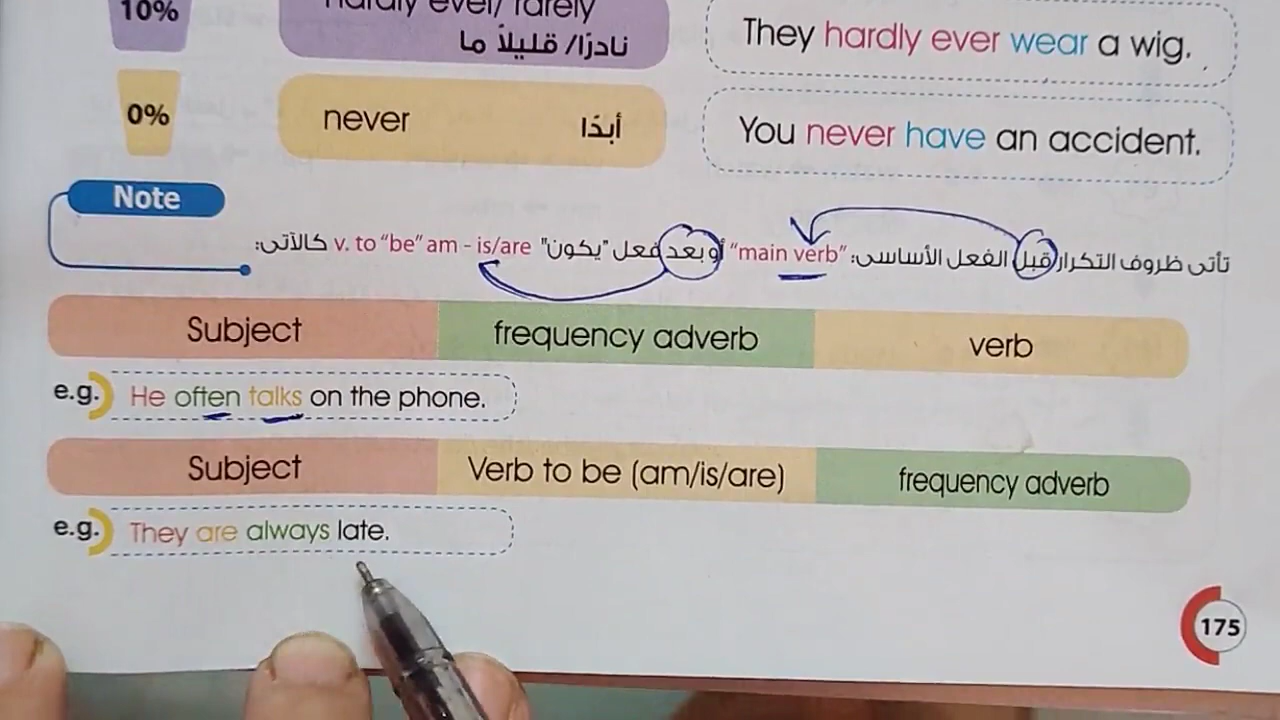 10%
hardly ever/ rarely
نادرًا/ قليلاً ما
They hardly ever wear a wig.
0%
never
أبدًا
You never have an accident.
Note
تأتى ظروف التكرار قبل الفعل الأساسى: "main verb" أو بعد فعل "يكون" v. to "be" am - is/are كالآتى:
Subject
frequency adverb
verb
e.g. He often talks on the phone.
Subject
Verb to be (am/is/are)
frequency adverb
e.g. They are always late.
175